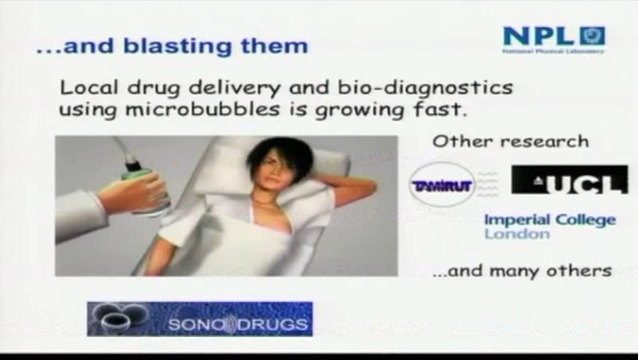 ...and blasting them
NPL
National Physical Laboratory
Local drug delivery and bio-diagnostics
using microbubbles is growing fast.
Other research
TAMIRUT
UCL
Imperial College
London
...and many others
SONO DRUGS